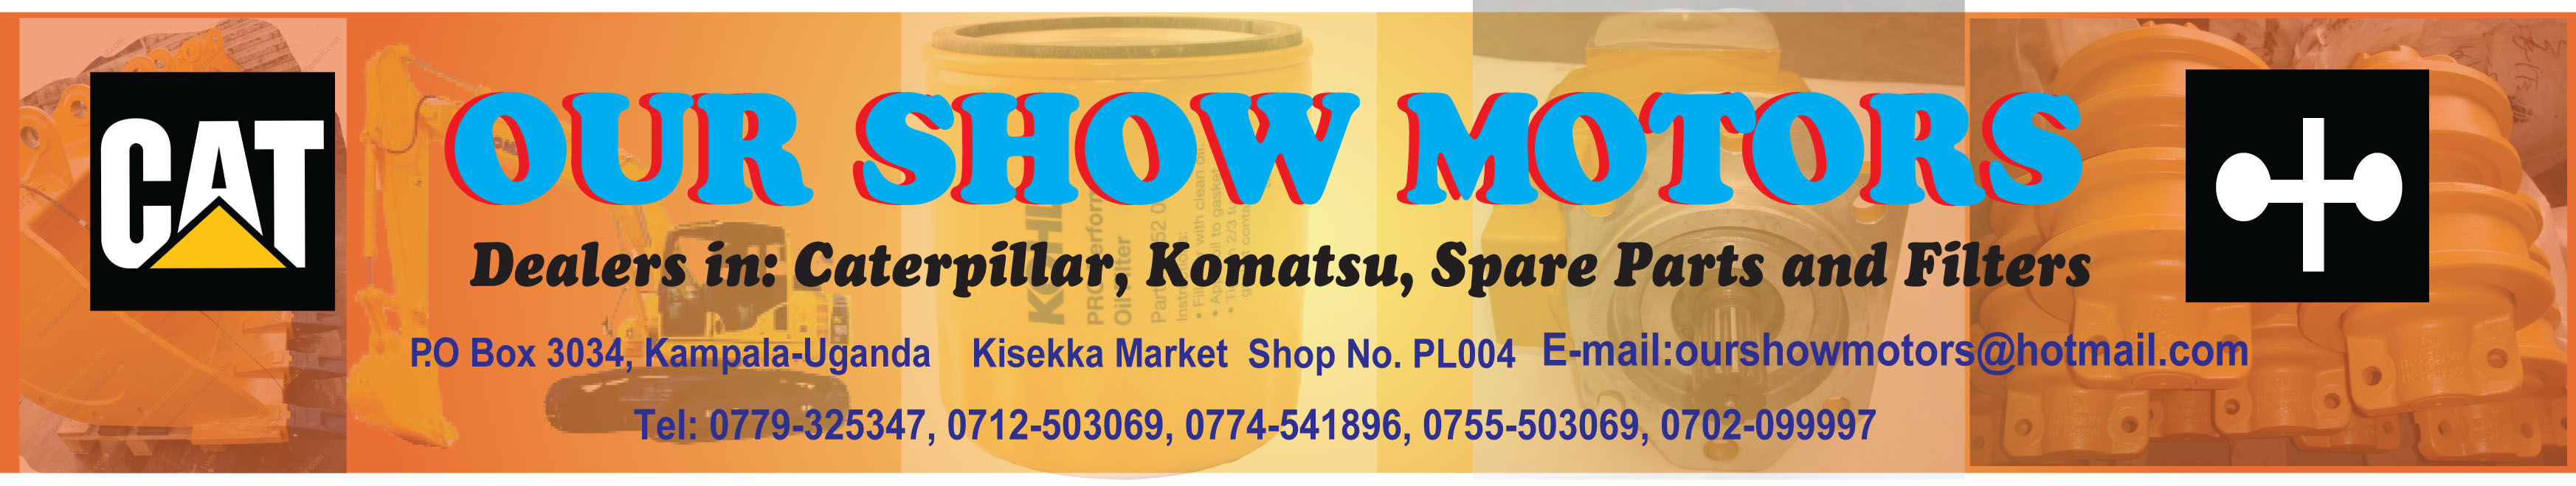 CAT
OUR SHOW MOTORS
Dealers in: Caterpillar, Komatsu, Spare Parts and Filters
P.O Box 3034, Kampala-Uganda Kisekka Market Shop No. PL004 E-mail:ourshowmotors@hotmail.com
Tel: 0779-325347, 0712-503069, 0774-541896, 0755-503069, 0702-099997